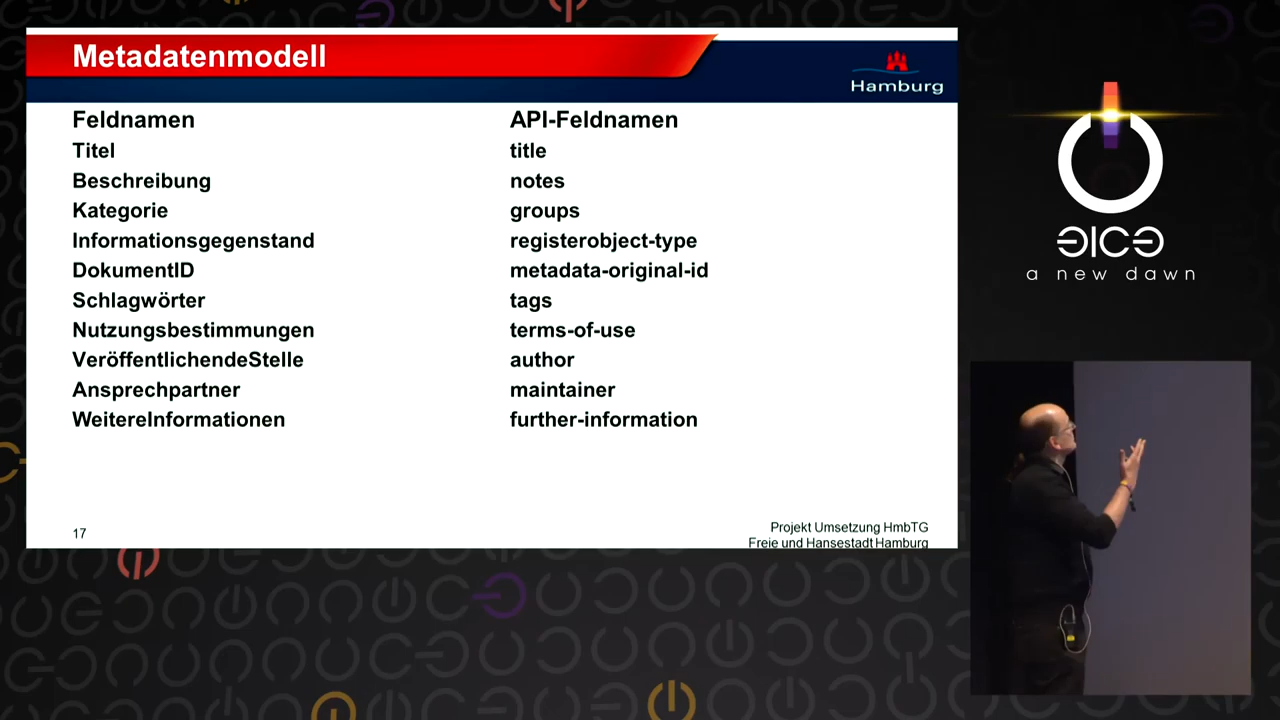 Metadatenmodell
Hamburg
Feldnamen API-Feldnamen
Titel title
Beschreibung notes
Kategorie groups
Informationsgegenstand registerobject-type
DokumentID metadata-original-id
Schlagwörter tags
Nutzungsbestimmungen terms-of-use
VeröffentlichendeStelle author
Ansprechpartner maintainer
WeitereInformationen further-information
17
Projekt Umsetzung HmbTG
Freie und Hansestadt Hamburg
a new dawn